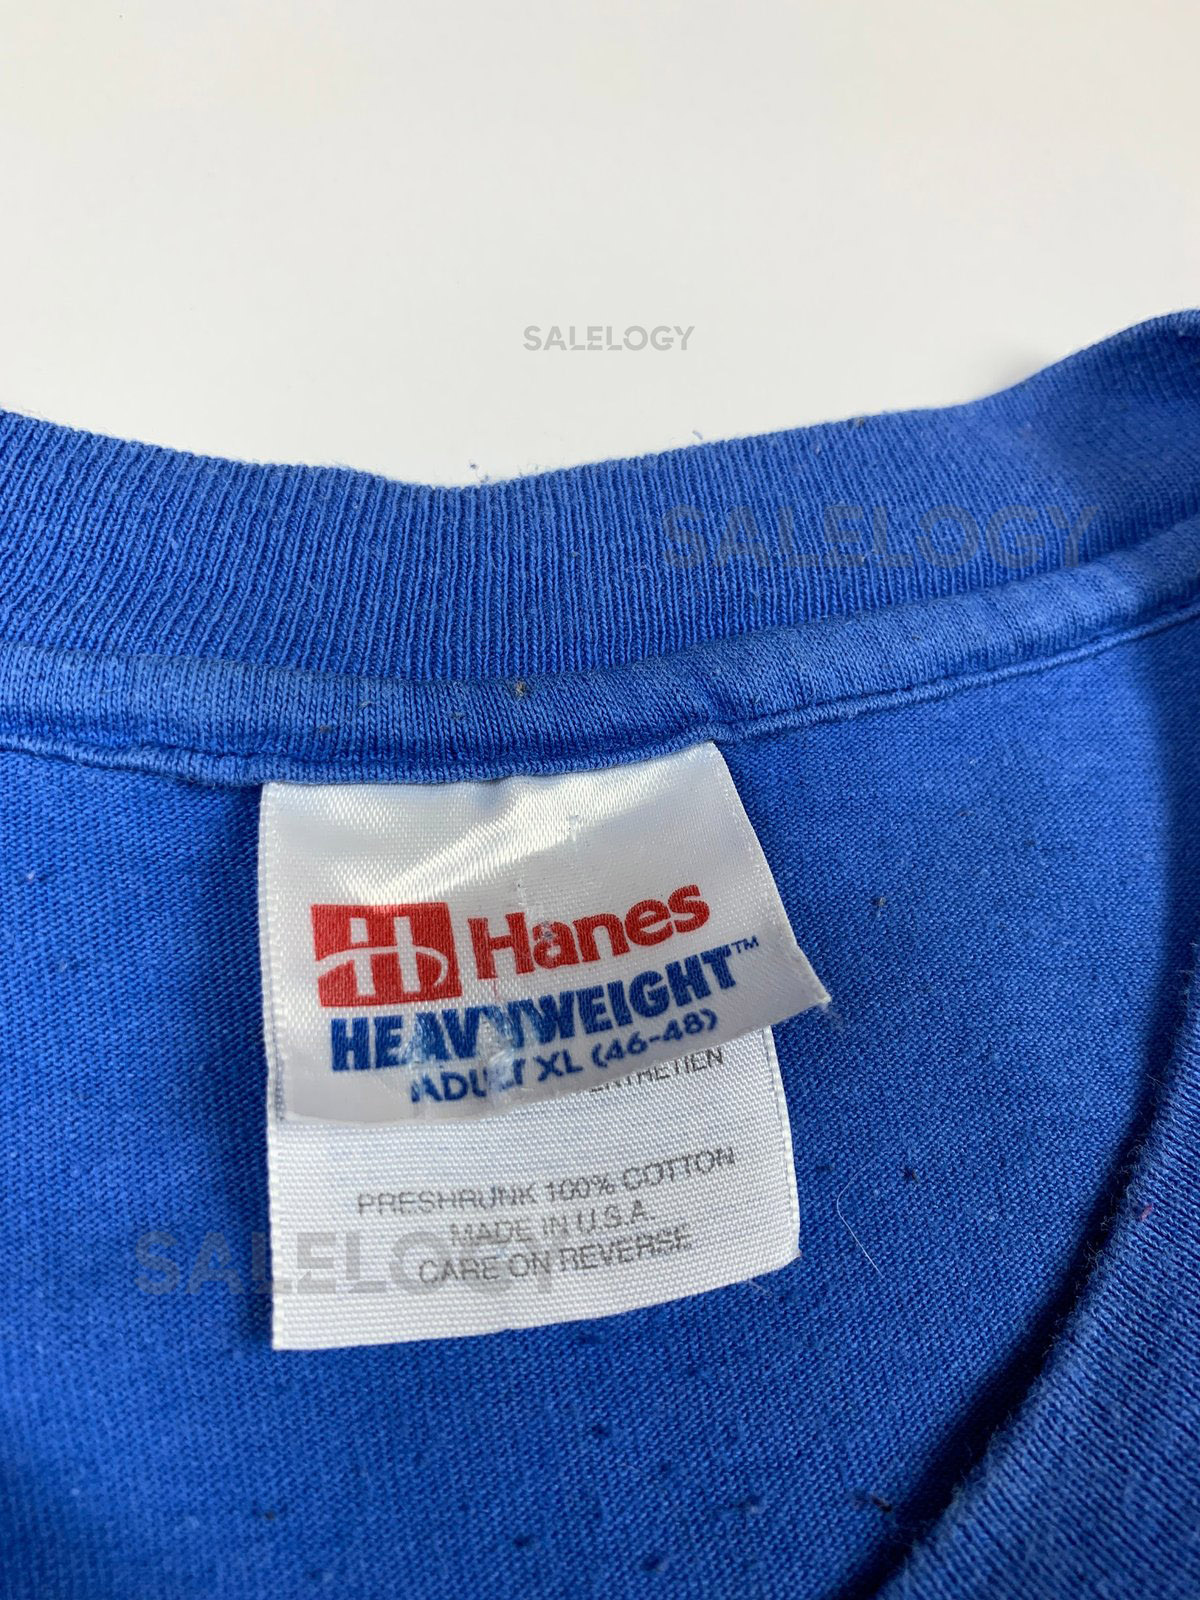 SALELOGY
SALELOGY
Hanes
HEAVYWEIGHT™
ADULT XL (46-48)
PRESHRUNK 100% COTTON
MADE IN U.S.A.
CARE ON REVERSE
SALELOGY